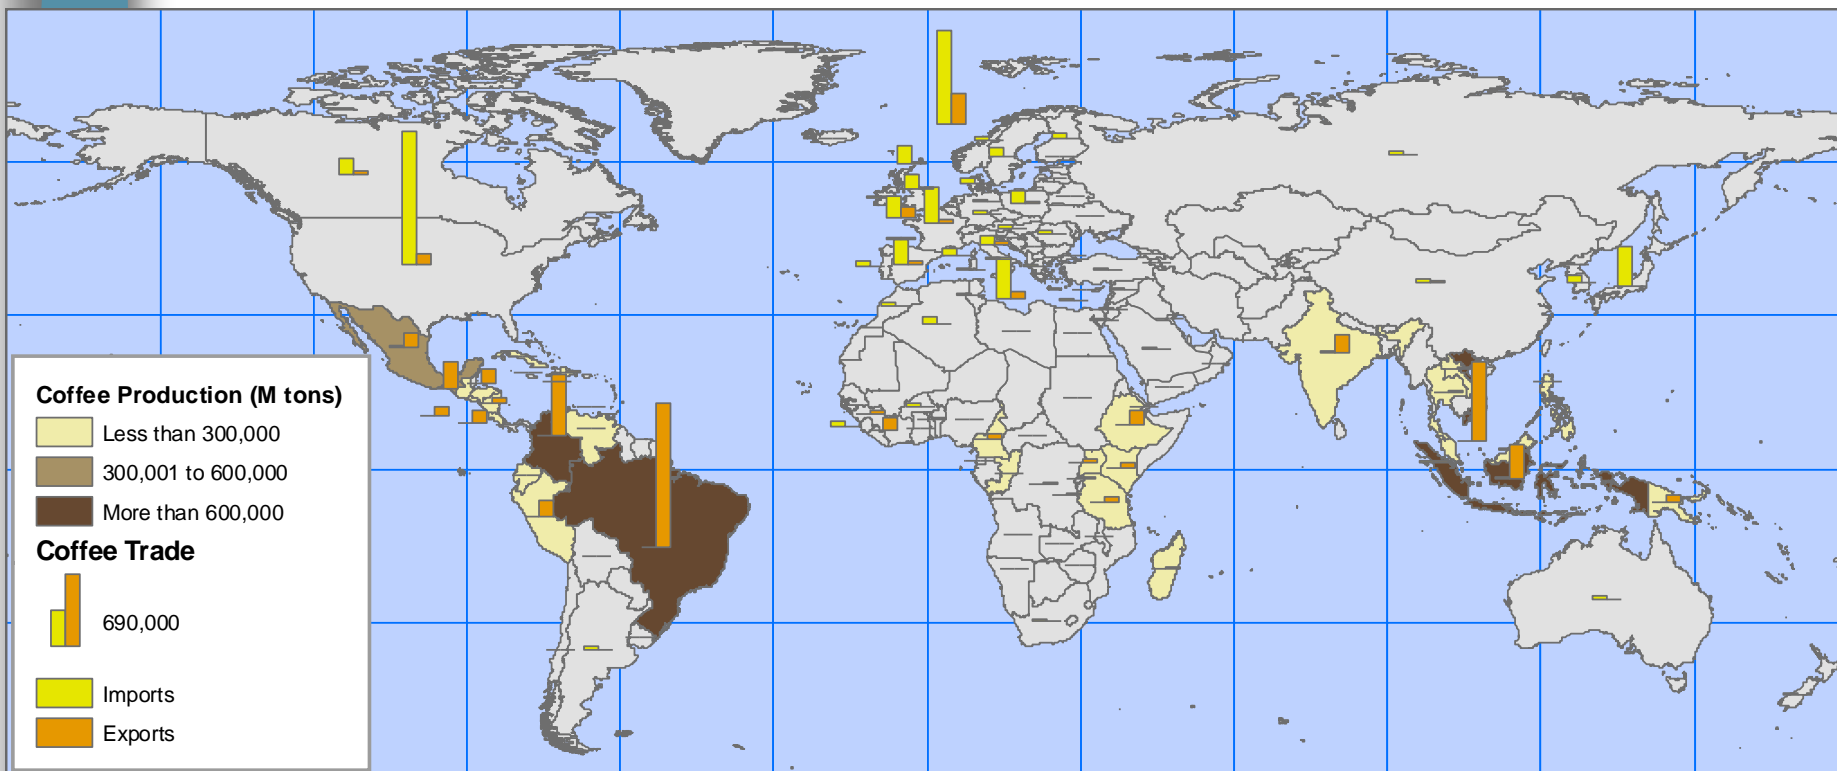 Coffee Production (M tons)
Less than 300,000
300,001 to 600,000
More than 600,000
Coffee Trade
690,000
Imports
Exports